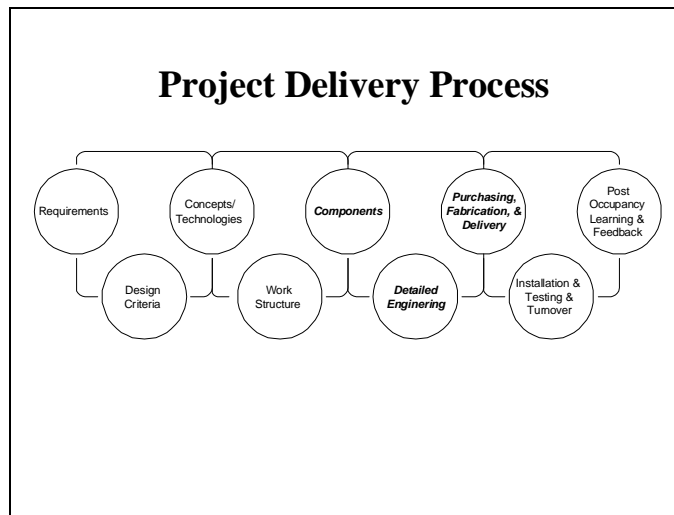 Project Delivery Process
Requirements
Concepts/
Technologies
Components
Purchasing,
Fabrication, &
Delivery
Post
Occupancy
Learning &
Feedback
Design
Criteria
Work
Structure
Detailed
Enginering
Installation &
Testing &
Turnover